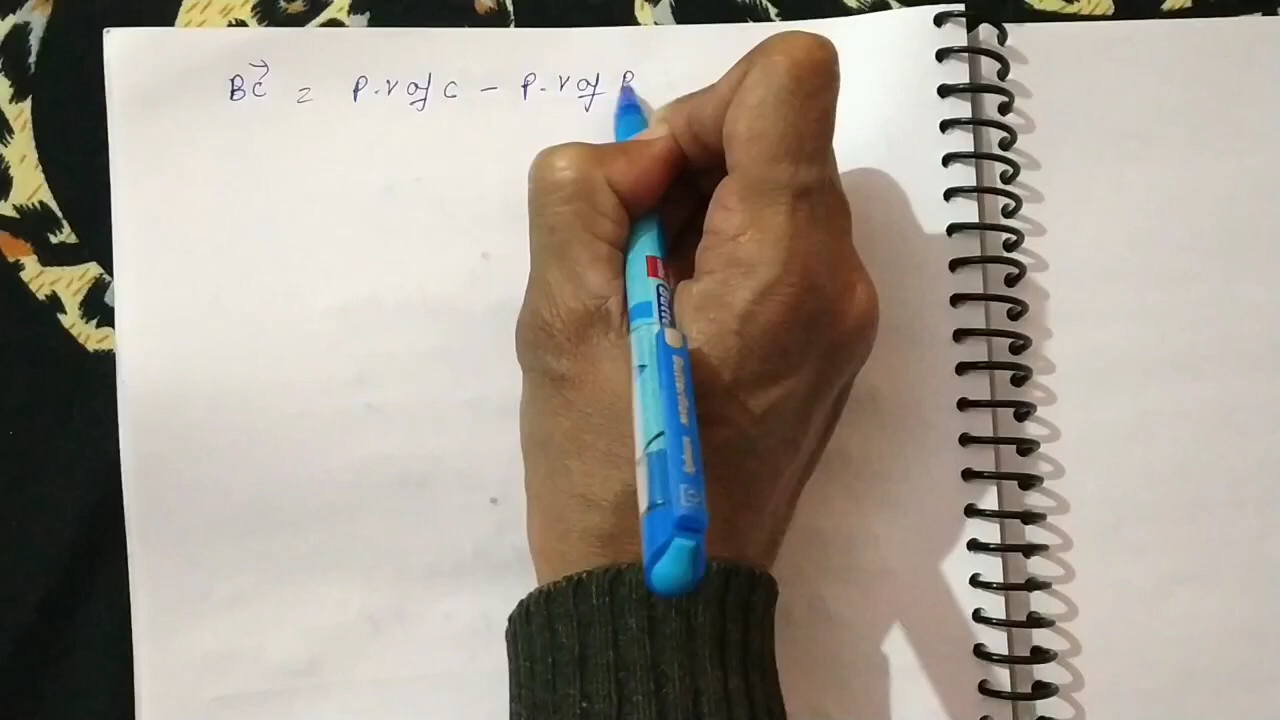 BC⃗ = P.V of C - P.V of B